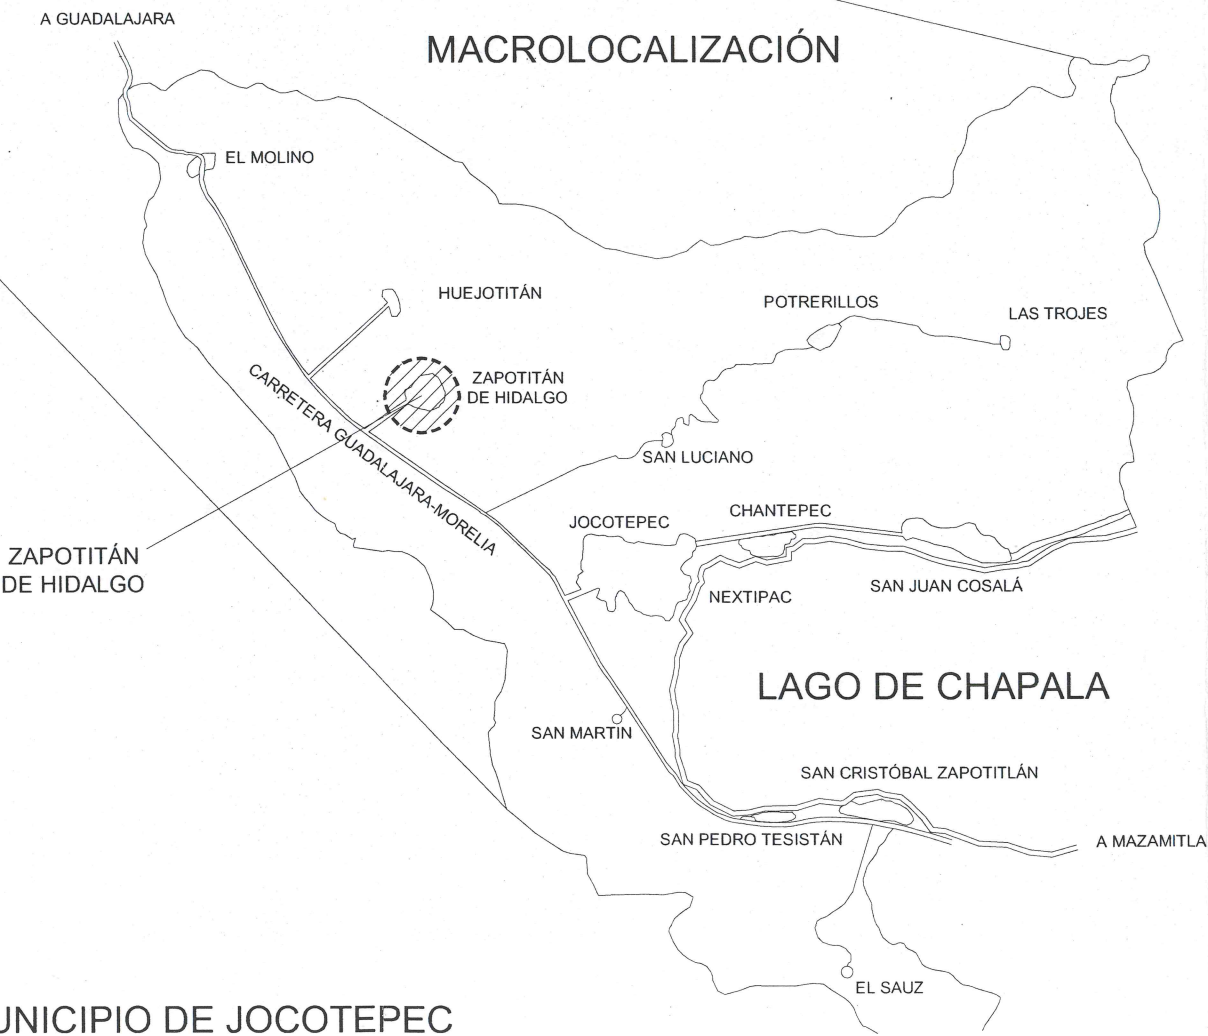 A GUADALAJARA
MACROLOCALIZACIÓN
EL MOLINO
HUEJOTITÁN
POTRERILLOS
LAS TROJES
ZAPOTITÁN
DE HIDALGO
CARRETERA GUADALAJARA-MORELIA
SAN LUCIANO
CHANTEPEC
JOCOTEPEC
ZAPOTITÁN
DE HIDALGO
SAN JUAN COSALÁ
NEXTIPAC
LAGO DE CHAPALA
SAN MARTIN
SAN CRISTÓBAL ZAPOTITLÁN
SAN PEDRO TESISTÁN
A MAZAMITLA
EL SAUZ
UNICIPIO DE JOCOTEPEC